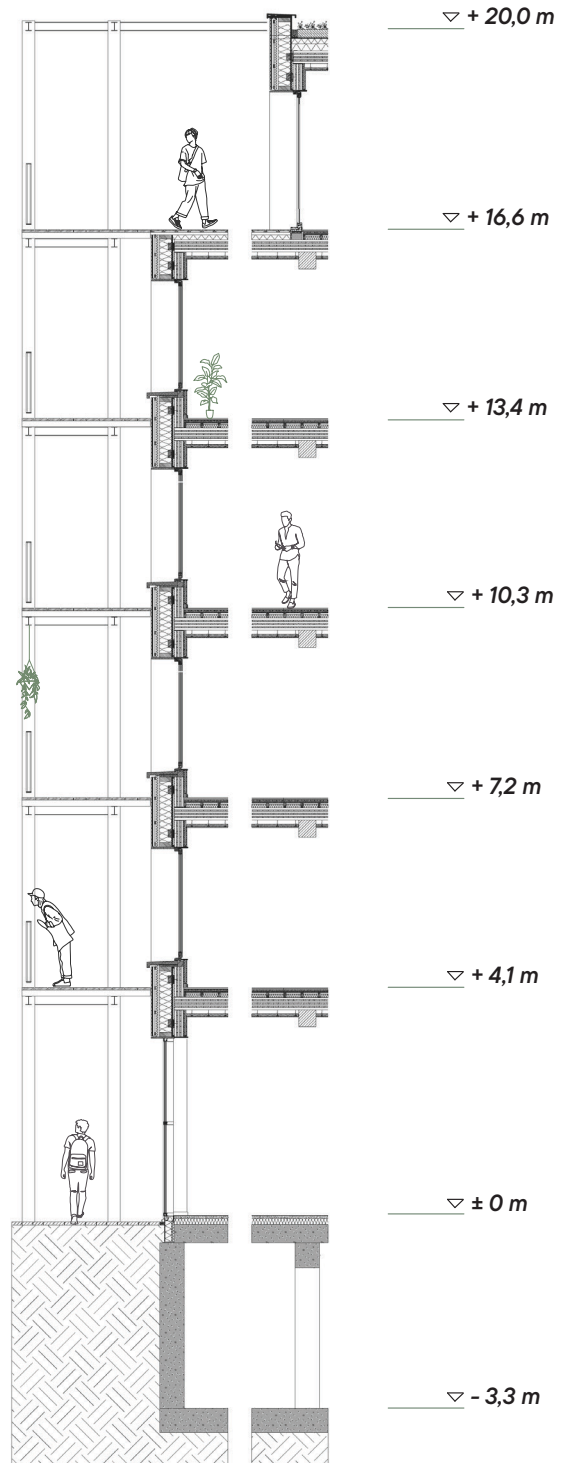 + 20,0 m
+ 16,6 m
+ 13,4 m
+ 10,3 m
+ 7,2 m
+ 4,1 m
± 0 m
- 3,3 m